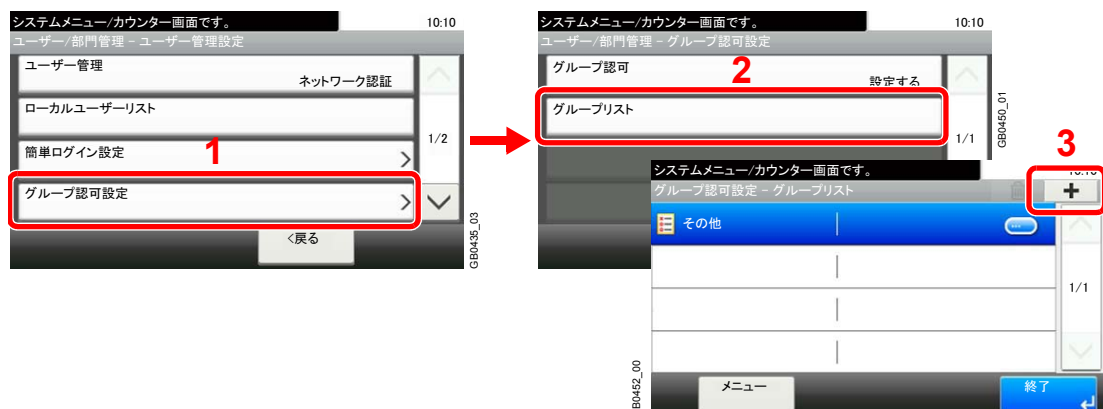 システムメニュー/カウンター画面です。 10:10
ユーザー/部門管理 - ユーザー管理設定
ユーザー管理
ネットワーク認証
ローカルユーザーリスト
1/2
簡単ログイン設定
1
グループ認可設定
<戻る
GB0435_03
システムメニュー/カウンター画面です。 10:10
ユーザー/部門管理 - グループ認可設定
グループ認可
2
設定する
グループリスト
1/1
GB0450_01
3
システムメニュー/カウンター画面です。 10:10
グループ認可設定 - グループリスト
+
その他
...
1/1
メニュー
終了
B0452_00